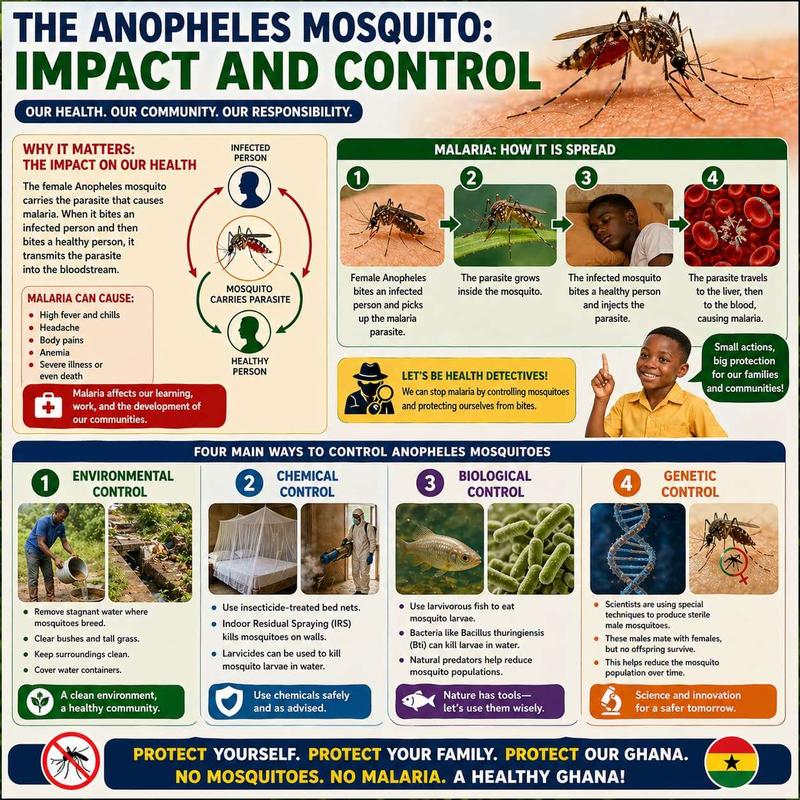 THE ANOPHELES MOSQUITO:
IMPACT AND CONTROL
OUR HEALTH. OUR COMMUNITY. OUR RESPONSIBILITY.
WHY IT MATTERS:
THE IMPACT ON OUR HEALTH
The female Anopheles mosquito
carries the parasite that causes
malaria. When it bites an
infected person and then
bites a healthy person, it
transmits the parasite
into the bloodstream.
INFECTED
PERSON
MOSQUITO
CARRIES PARASITE
HEALTHY
PERSON
MALARIA CAN CAUSE:
• High fever and chills
• Headache
• Body pains
• Anemia
• Severe illness or
even death
Malaria affects our learning,
work, and the development of
our communities.
MALARIA: HOW IT IS SPREAD
1
Female Anopheles
bites an infected
person and picks
up the malaria
parasite.
2
The parasite grows
inside the mosquito.
3
The infected mosquito
bites a healthy person
and injects the
parasite.
4
The parasite travels
to the liver, then
to the blood,
causing malaria.
LET'S BE HEALTH DETECTIVES!
We can stop malaria by controlling mosquitoes
and protecting ourselves from bites.
Small actions,
big protection
for our families
and communities!
FOUR MAIN WAYS TO CONTROL ANOPHELES MOSQUITOES
1 ENVIRONMENTAL
CONTROL
• Remove stagnant water where
mosquitoes breed.
• Clear bushes and tall grass.
• Keep surroundings clean.
• Cover water containers.
A clean environment,
a healthy community.
2 CHEMICAL
CONTROL
• Use insecticide-treated bed nets.
• Indoor Residual Spraying (IRS)
kills mosquitoes on walls.
• Larvicides can be used to kill
mosquito larvae in water.
Use chemicals safely
and as advised.
3 BIOLOGICAL
CONTROL
• Use larvivorous fish to eat
mosquito larvae.
• Bacteria like Bacillus thuringiensis
(Bti) can kill larvae in water.
• Natural predators help reduce
mosquito populations.
Nature has tools—
let's use them wisely.
4 GENETIC
CONTROL
• Scientists are using special
techniques to produce sterile
male mosquitoes.
• These males mate with females,
but no offspring survive.
• This helps reduce the mosquito
population over time.
Science and innovation
for a safer tomorrow.
PROTECT YOURSELF. PROTECT YOUR FAMILY. PROTECT OUR GHANA.
NO MOSQUITOES. NO MALARIA. A HEALTHY GHANA!